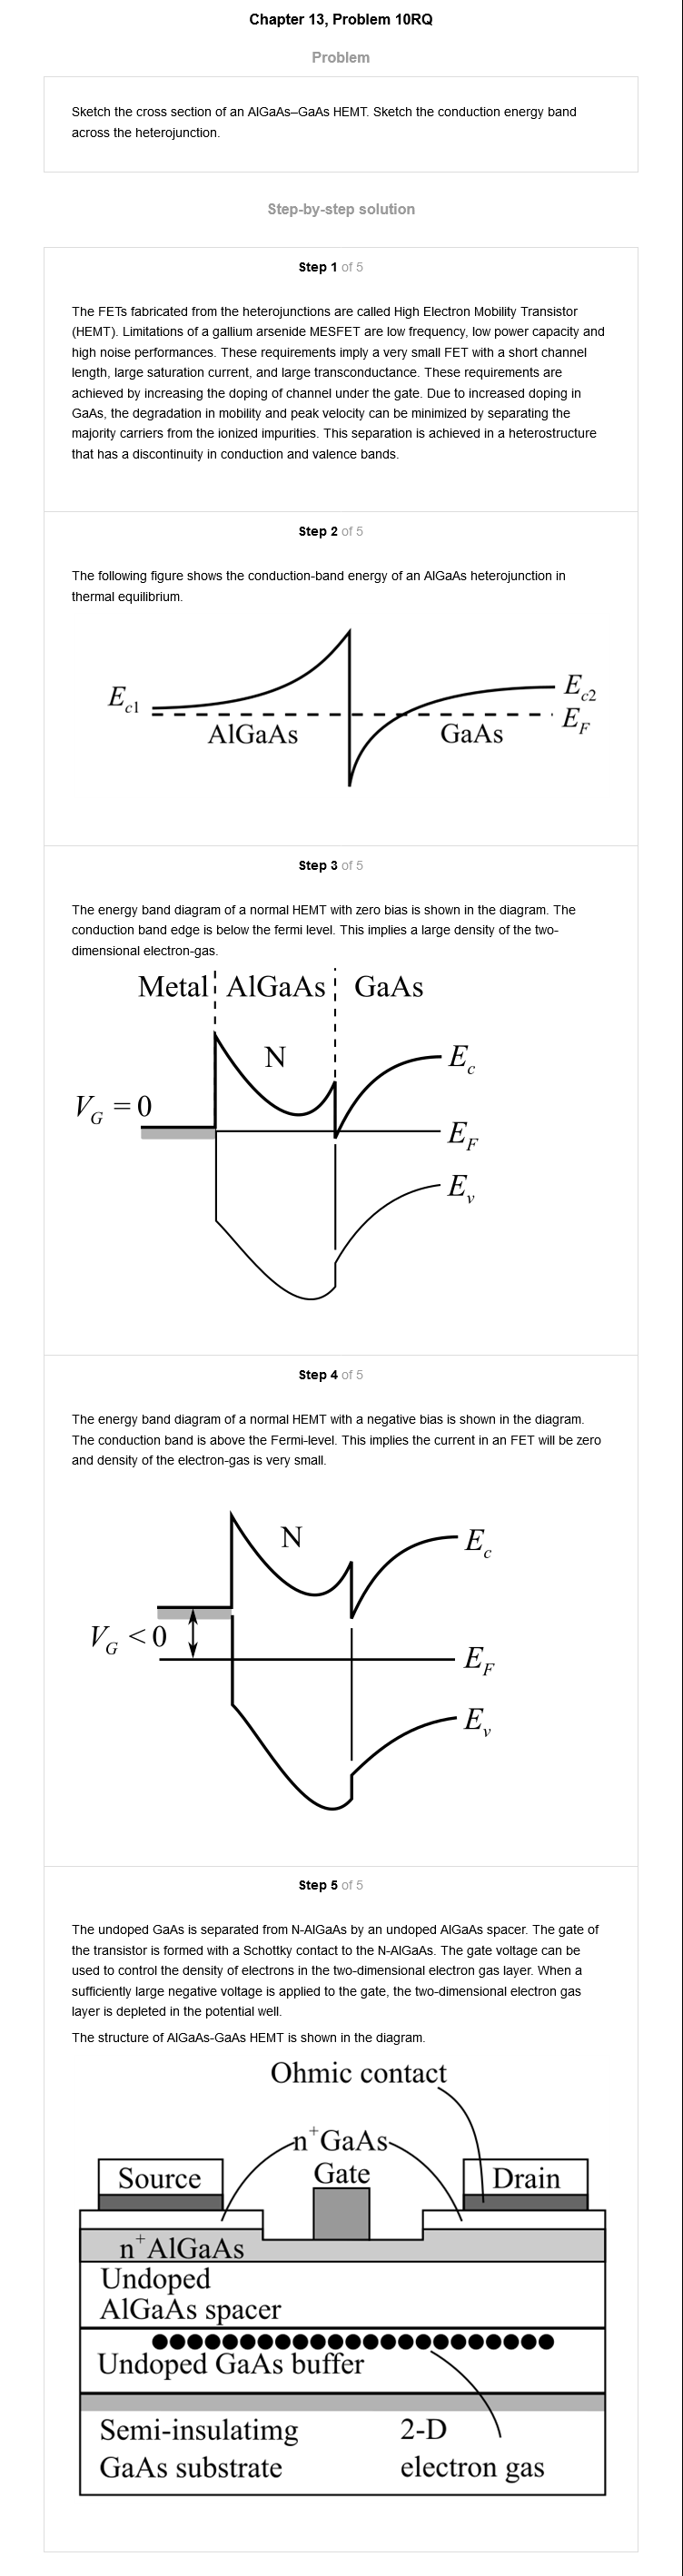 Chapter 13, Problem 10RQ
Problem
Sketch the cross section of an AlGaAs–GaAs HEMT. Sketch the conduction energy band
across the heterojunction.
Step-by-step solution
Step 1 of 5
The FETs fabricated from the heterojunctions are called High Electron Mobility Transistor
(HEMT). Limitations of a gallium arsenide MESFET are low frequency, low power capacity and
high noise performances. These requirements imply a very small FET with a short channel
length, large saturation current, and large transconductance. These requirements are
achieved by increasing the doping of channel under the gate. Due to increased doping in
GaAs, the degradation in mobility and peak velocity can be minimized by separating the
majority carriers from the ionized impurities. This separation is achieved in a heterostructure
that has a discontinuity in conduction and valence bands.
Step 2 of 5
The following figure shows the conduction-band energy of an AlGaAs heterojunction in
thermal equilibrium.
E_c1
E_c2
E_F
AlGaAs GaAs
Step 3 of 5
The energy band diagram of a normal HEMT with zero bias is shown in the diagram. The
conduction band edge is below the fermi level. This implies a large density of the two-
dimensional electron-gas.
Metal AlGaAs GaAs
N
E_c
V_G = 0
E_F
E_v
Step 4 of 5
The energy band diagram of a normal HEMT with a negative bias is shown in the diagram.
The conduction band is above the Fermi-level. This implies the current in an FET will be zero
and density of the electron-gas is very small.
N
E_c
V_G < 0
E_F
E_v
Step 5 of 5
The undoped GaAs is separated from N-AlGaAs by an undoped AlGaAs spacer. The gate of
the transistor is formed with a Schottky contact to the N-AlGaAs. The gate voltage can be
used to control the density of electrons in the two-dimensional electron gas layer. When a
sufficiently large negative voltage is applied to the gate, the two-dimensional electron gas
layer is depleted in the potential well.
The structure of AlGaAs-GaAs HEMT is shown in the diagram.
Ohmic contact
n⁺GaAs
Source Gate Drain
n⁺AlGaAs
Undoped
AlGaAs spacer
Undoped GaAs buffer
Semi-insulatimg 2-D
GaAs substrate electron gas